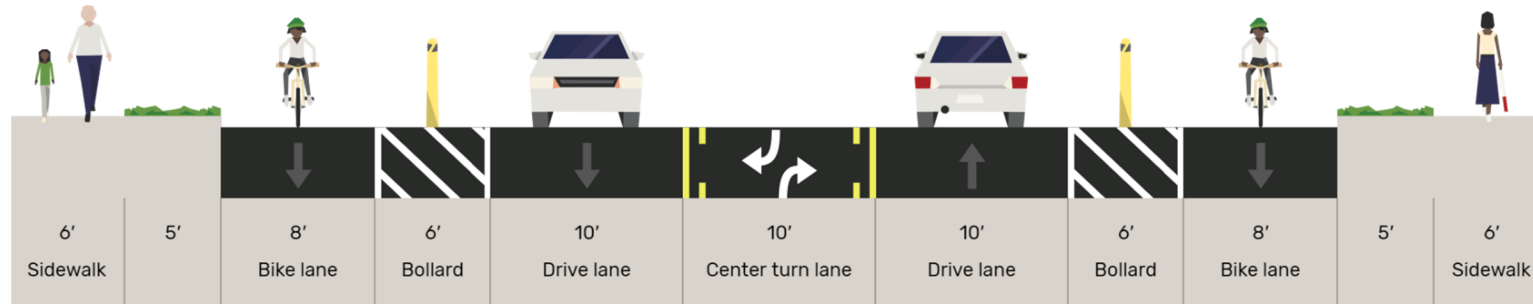 6′
Sidewalk
5′
8′
Bike lane
6′
Bollard
10′
Drive lane
10′
Center turn lane
10′
Drive lane
6′
Bollard
8′
Bike lane
5′
6′
Sidewalk